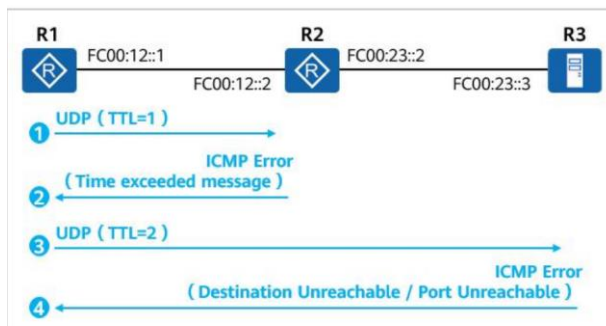 R1 R2 R3
FC00:12::1 FC00:23::2
R R
FC00:12::2 FC00:23::3
UDP ( TTL=1 )
1
ICMP Error
( Time exceeded message )
2
UDP ( TTL=2 )
3
ICMP Error
( Destination Unreachable / Port Unreachable )
4